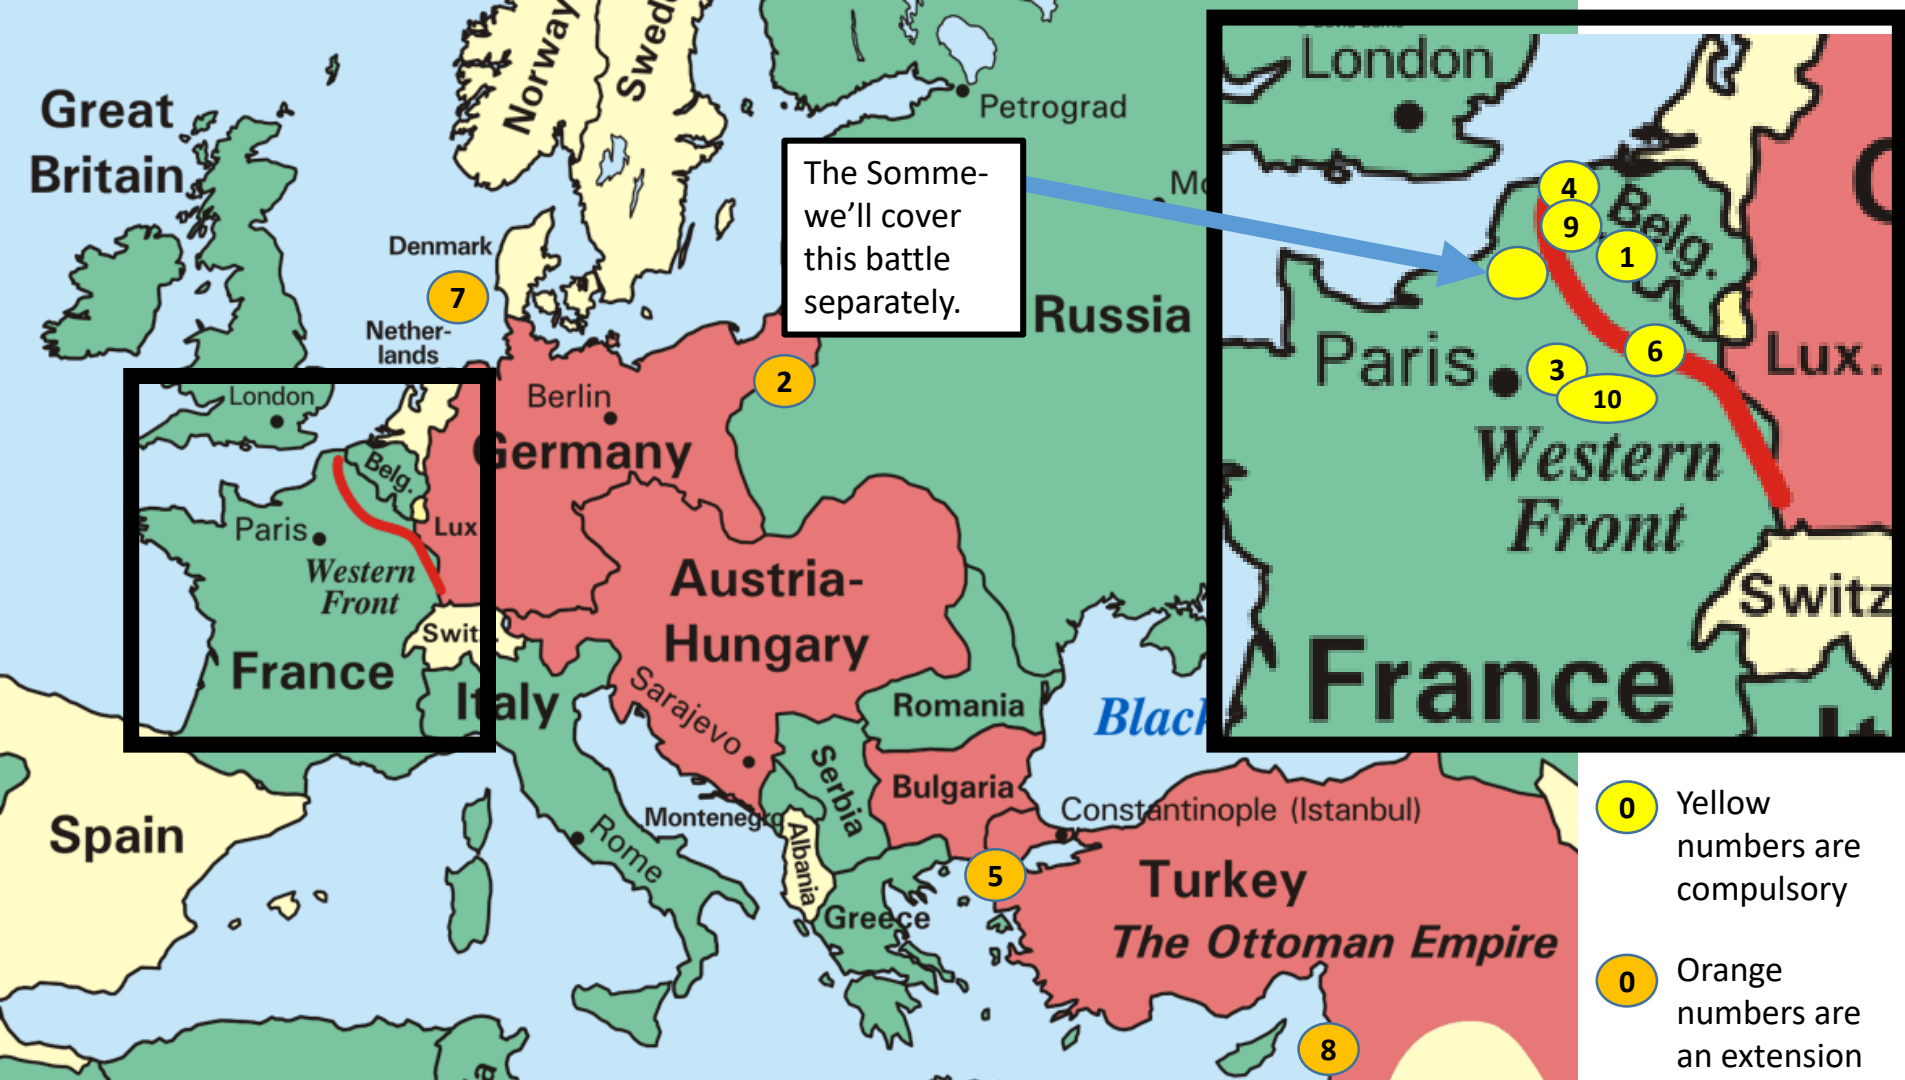 Great
Britain
Norway
Petrograd
Denmark
7
Nether-
lands
The Somme-
we'll cover
this battle
separately.
Russia
2
London
Berlin
Germany
Belg.
Paris
Lux
Western
Front
Switz
France
Italy
Austria-
Hungary
Sarajevo
Romania
Serbia
Bulgaria
Montenegro
Albania
Constantinople (Istanbul)
Spain
Rome
5
Greece
Turkey
The Ottoman Empire
8
London
4
9
Belg.
1
Paris
3
6
10
Lux.
Western
Front
Switz
France
0
Yellow
numbers are
compulsory
0
Orange
numbers are
an extension